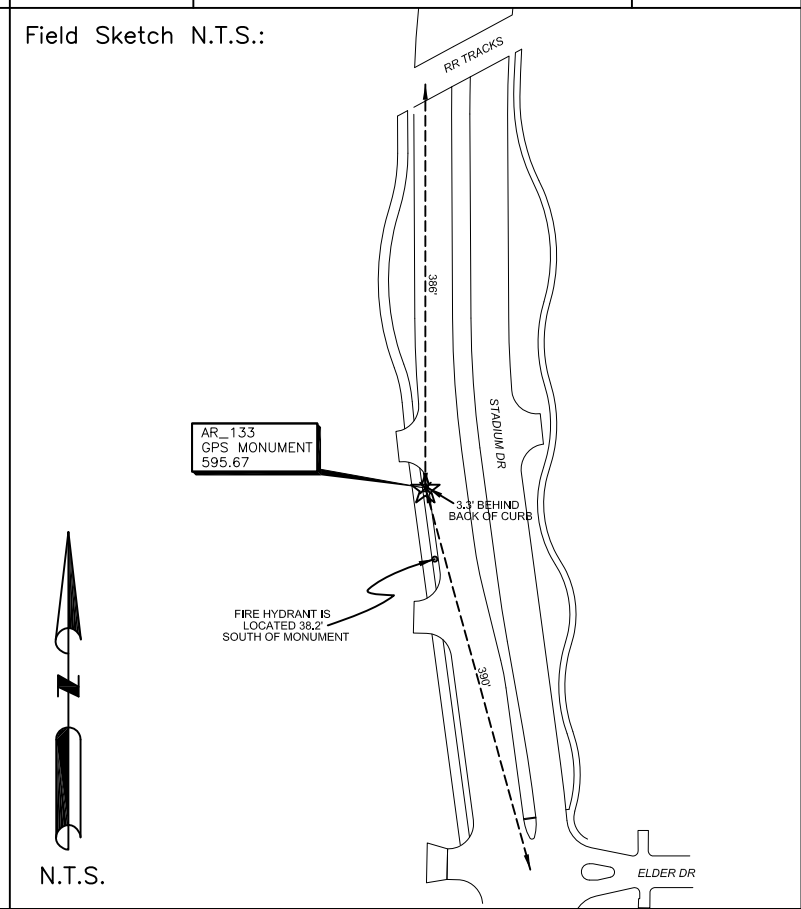 Field Sketch N.T.S.:
RR TRACKS
386'
STADIUM DR
AR_133
GPS MONUMENT
595.67
3.3' BEHIND
BACK OF CURB
FIRE HYDRANT IS
LOCATED 38.2'
SOUTH OF MONUMENT
390'
N
N.T.S.
ELDER DR